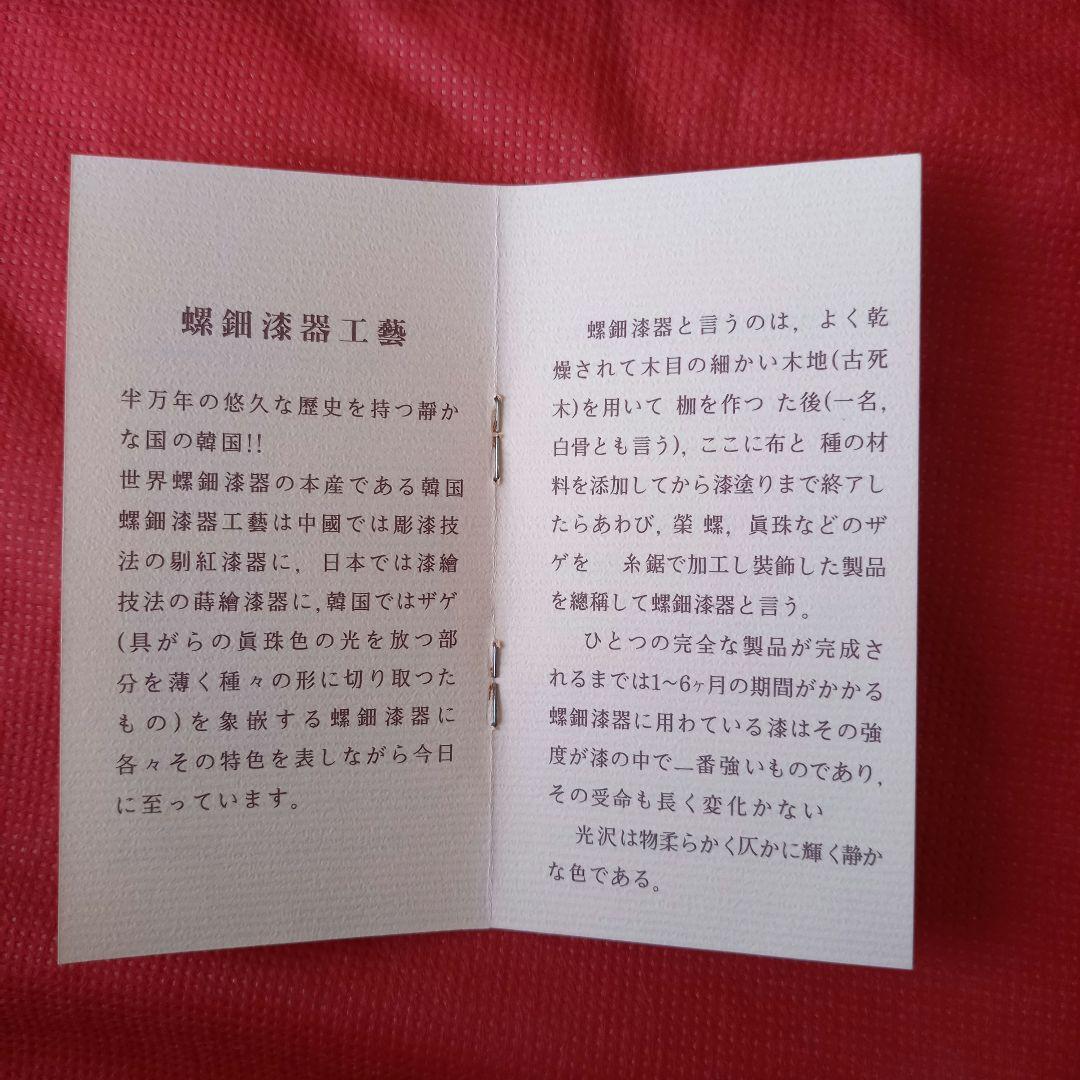 螺鈿漆器工藝
半万年の悠久な歴史を持つ靜か
な国の韓国!!
世界螺鈿漆器の本産である韓国
螺鈿漆器工藝は中國では彫漆技
法の剔紅漆器に, 日本では漆繪
技法の蒔繪漆器に,韓国ではザゲ
(具がらの眞珠色の光を放つ部
分を薄く種々の形に切り取つた
もの)を象嵌する螺鈿漆器に
各々その特色を表しながら今日
に至っています。
螺鈿漆器と言うのは, よく乾
燥されて木目の細かい木地(古死
木)を用いて 枷を作つ た後(一名,
白骨とも言う), ここに布と 種の材
料を添加してから漆塗りまで終アし
たらあわび, 榮 螺, 眞珠などのザ
ゲを 糸鋸で加工し装飾した製品
を總稱して螺鈿漆器と言う。
ひとつの完全な製品が完成さ
れるまでは1~6ヶ月の期間がかかる
螺鈿漆器に用わている漆はその強
度が漆の中で一番強いものであり,
その受命も長く変化かない
光沢は物柔らかく仄かに輝く静か
な色である。